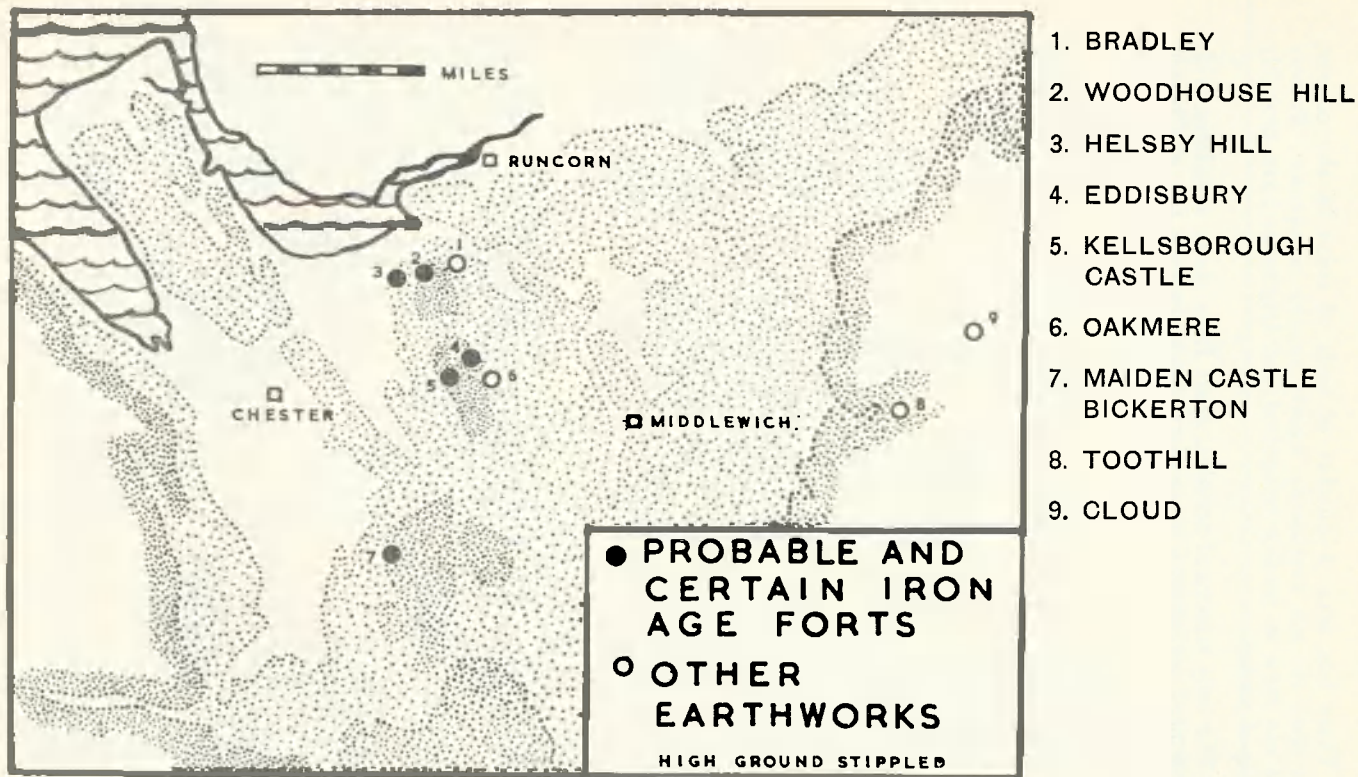 MILES
RUNCORN
CHESTER
MIDDLEWICH.
1
2
3
4
5
6
7
8
9
PROBABLE AND
CERTAIN IRON
AGE FORTS
OTHER
EARTHWORKS
HIGH GROUND STIPPLED
1. BRADLEY
2. WOODHOUSE HILL
3. HELSBY HILL
4. EDDISBURY
5. KELLSBOROUGH
CASTLE
6. OAKMERE
7. MAIDEN CASTLE
BICKERTON
8. TOOTHILL
9. CLOUD